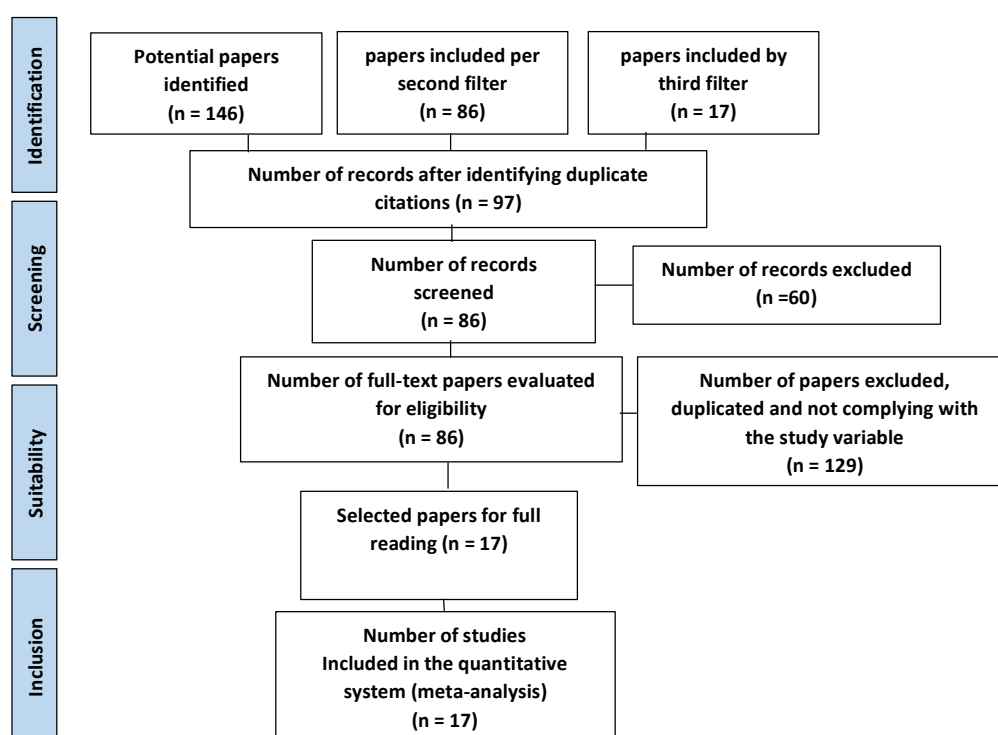 Identification
Potential papers
identified
(n = 146)
papers included per
second filter
(n = 86)
papers included by
third filter
(n = 17)
Number of records after identifying duplicate
citations (n = 97)
Screening
Number of records
screened
(n = 86)
Number of records excluded
(n =60)
Suitability
Number of full-text papers evaluated
for eligibility
(n = 86)
Number of papers excluded,
duplicated and not complying with
the study variable
(n = 129)
Selected papers for full
reading (n = 17)
Inclusion
Number of studies
Included in the quantitative
system (meta-analysis)
(n = 17)